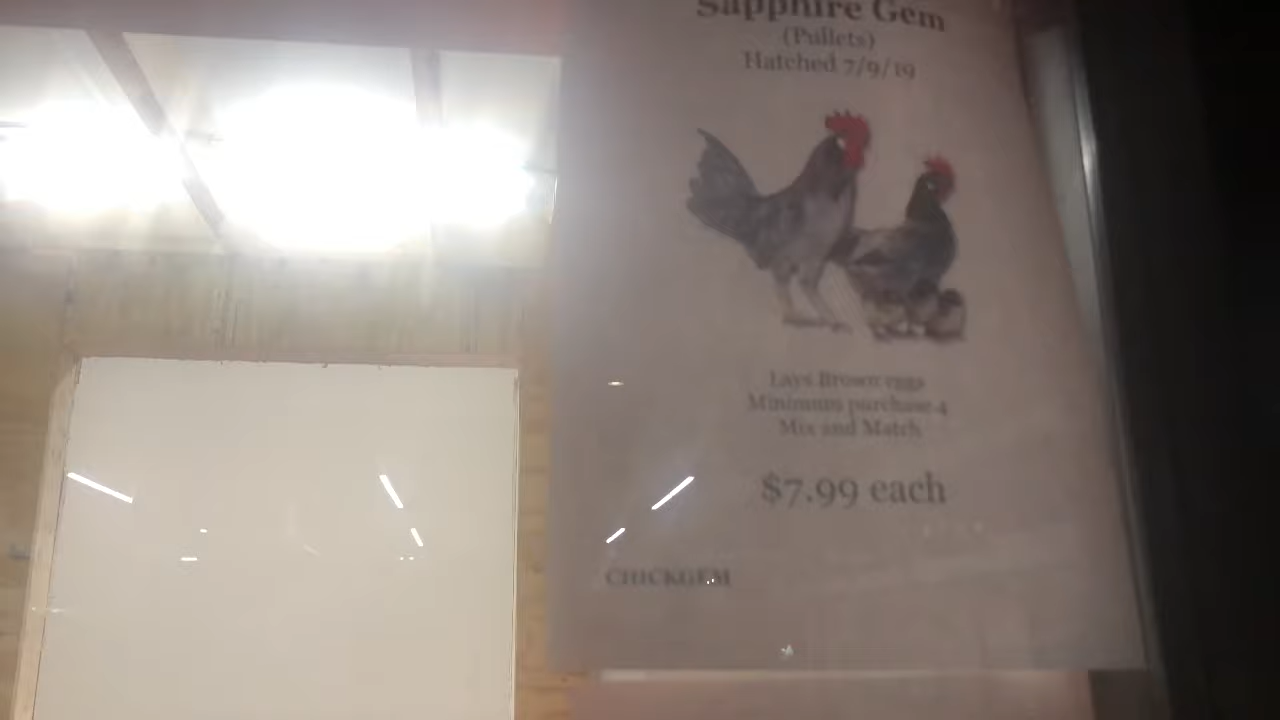 Sapphire Gem
(Pullets)
Hatched 7/9/19
Lays Brown eggs
Minimum purchase 4
Mix and Match
$7.99 each
CHICKGEM